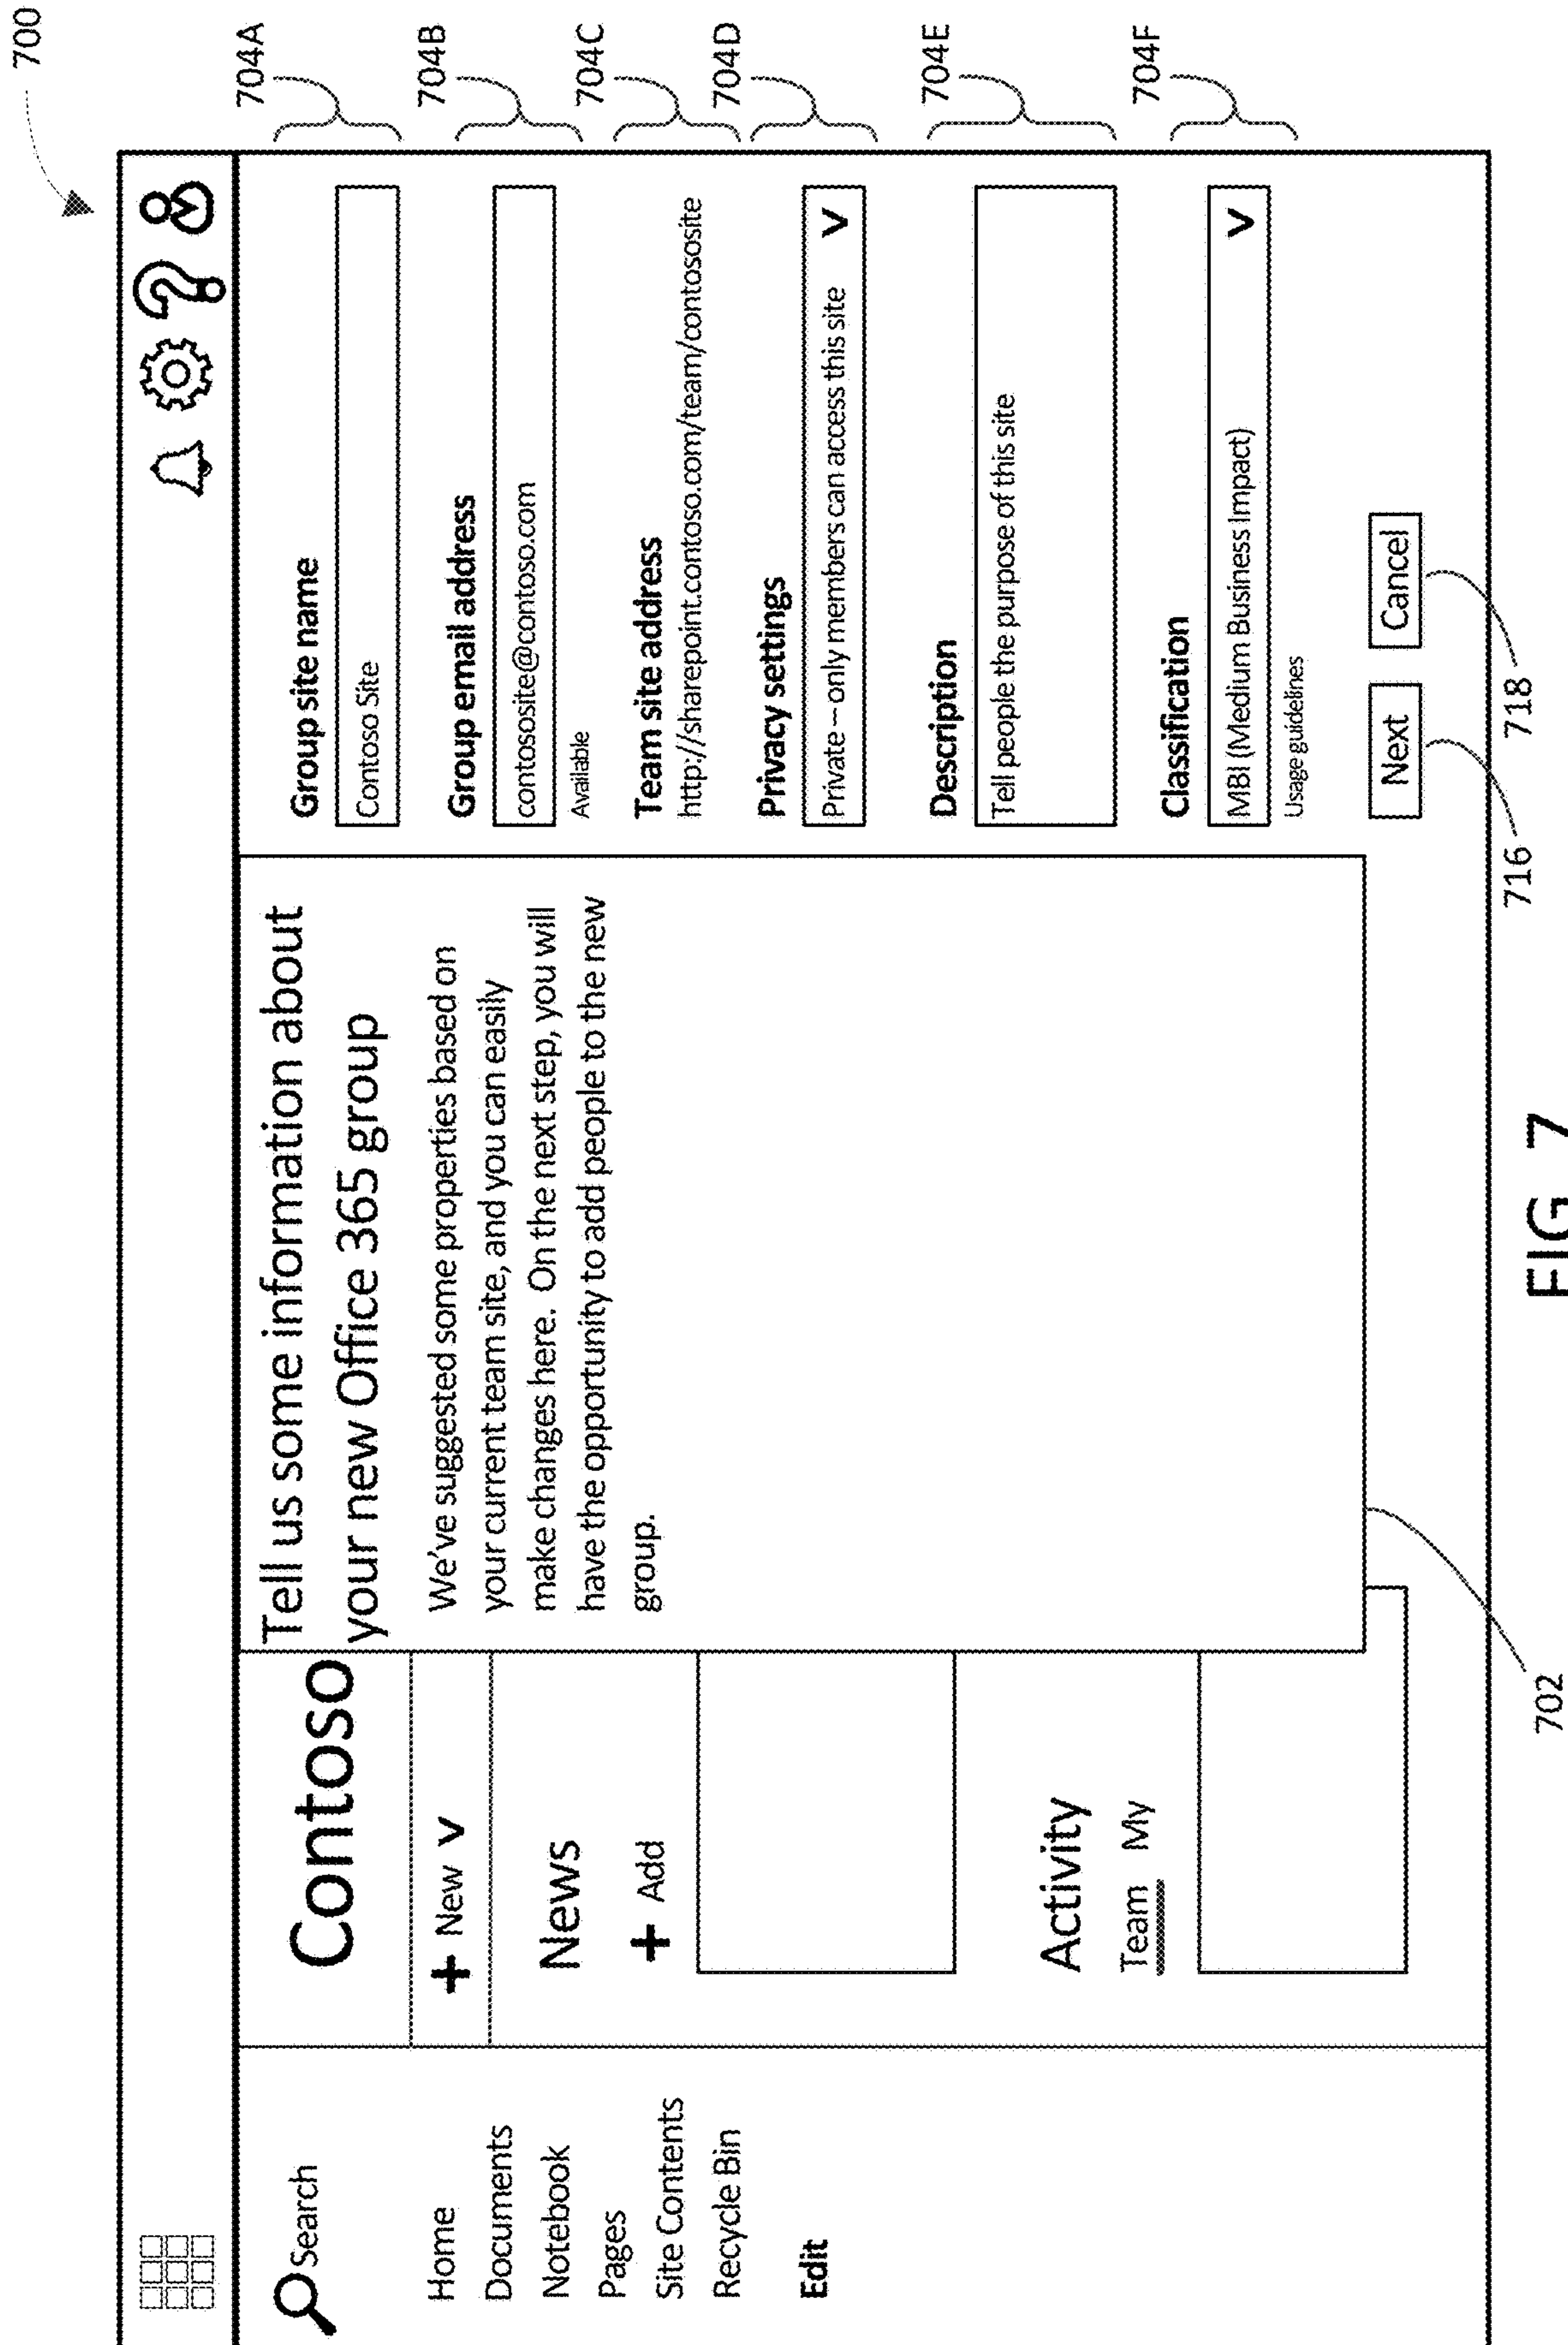 700
Search
Home
Documents
Notebook
Pages
Site Contents
Recycle Bin
Edit
Contoso
+ New v
News
+ Add
Activity
Team My
Tell us some information about
your new Office 365 group
We've suggested some properties based on
your current team site, and you can easily
make changes here. On the next step, you will
have the opportunity to add people to the new
group.
702
Group site name
Contoso Site
704A
Group email address
contososite@contoso.com
Available
704B
Team site address
http://sharepoint.contoso.com/team/contososite
704C
Privacy settings
Private – only members can access this site
704D
Description
Tell people the purpose of this site
704E
Classification
MBI (Medium Business Impact)
Usage guidelines
704F
Next
Cancel
716
718
FIG. 7